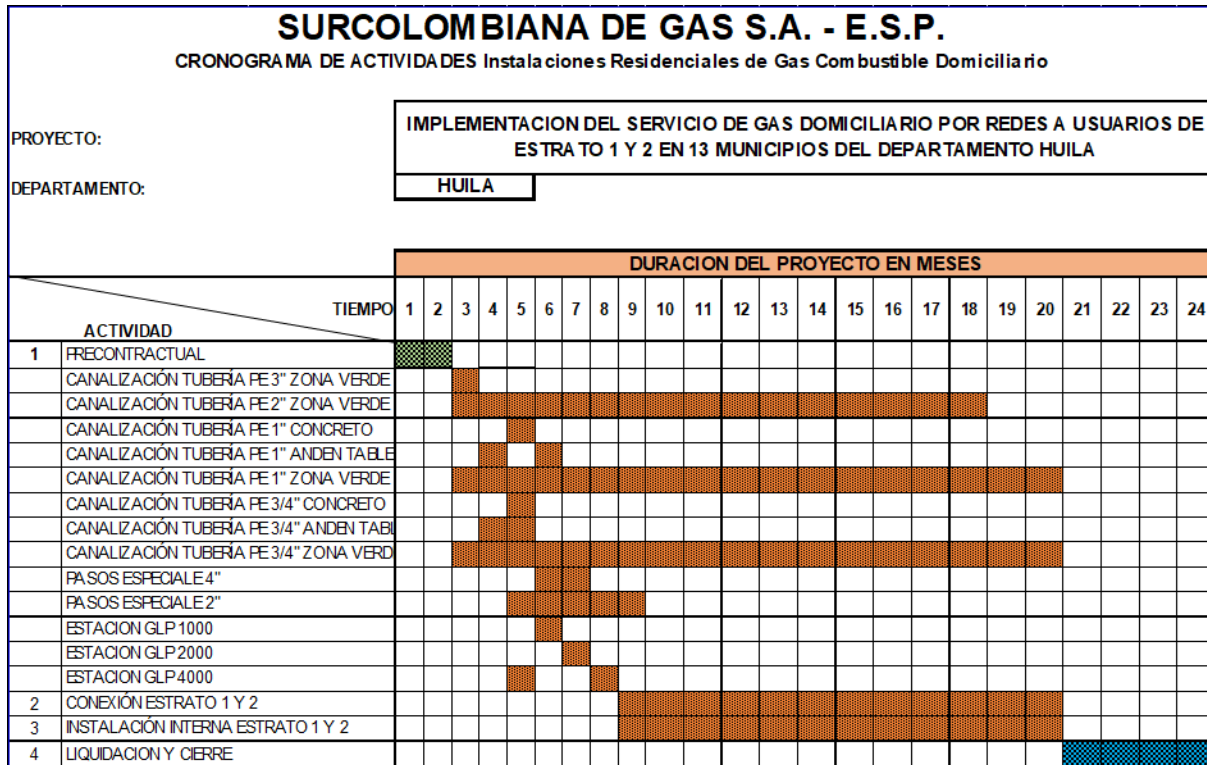 SURCOLOMBIANA DE GAS S.A. - E.S.P.
CRONOGRAMA DE ACTIVIDADES Instalaciones Residenciales de Gas Combustible Domiciliario
PROYECTO:
IMPLEMENTACION DEL SERVICIO DE GAS DOMICILIARIO POR REDES A USUARIOS DE
ESTRATO 1 Y 2 EN 13 MUNICIPIOS DEL DEPARTAMENTO HUILA
DEPARTAMENTO:
HUILA
DURACION DEL PROYECTO EN MESES
TIEMPO 1 2 3 4 5 6 7 8 9 10 11 12 13 14 15 16 17 18 19 20 21 22 23 24
ACTIVIDAD
1 PRECONTRACTUAL
CANALIZACIÓN TUBERÍA PE 3" ZONA VERDE
CANALIZACIÓN TUBERÍA PE 2" ZONA VERDE
CANALIZACIÓN TUBERÍA PE 1" CONCRETO
CANALIZACIÓN TUBERÍA PE 1" ANDEN TABLE
CANALIZACIÓN TUBERÍA PE 1" ZONA VERDE
CANALIZACIÓN TUBERÍA PE 3/4" CONCRETO
CANALIZACIÓN TUBERÍA PE 3/4" ANDEN TABL
CANALIZACIÓN TUBERÍA PE 3/4" ZONA VERD
PASOS ESPECIALE 4"
PASOS ESPECIALE 2"
ESTACION GLP 1000
ESTACION GLP 2000
ESTACION GLP 4000
2 CONEXIÓN ESTRATO 1 Y 2
3 INSTALACIÓN INTERNA ESTRATO 1 Y 2
4 LIQUIDACION Y CIERRE